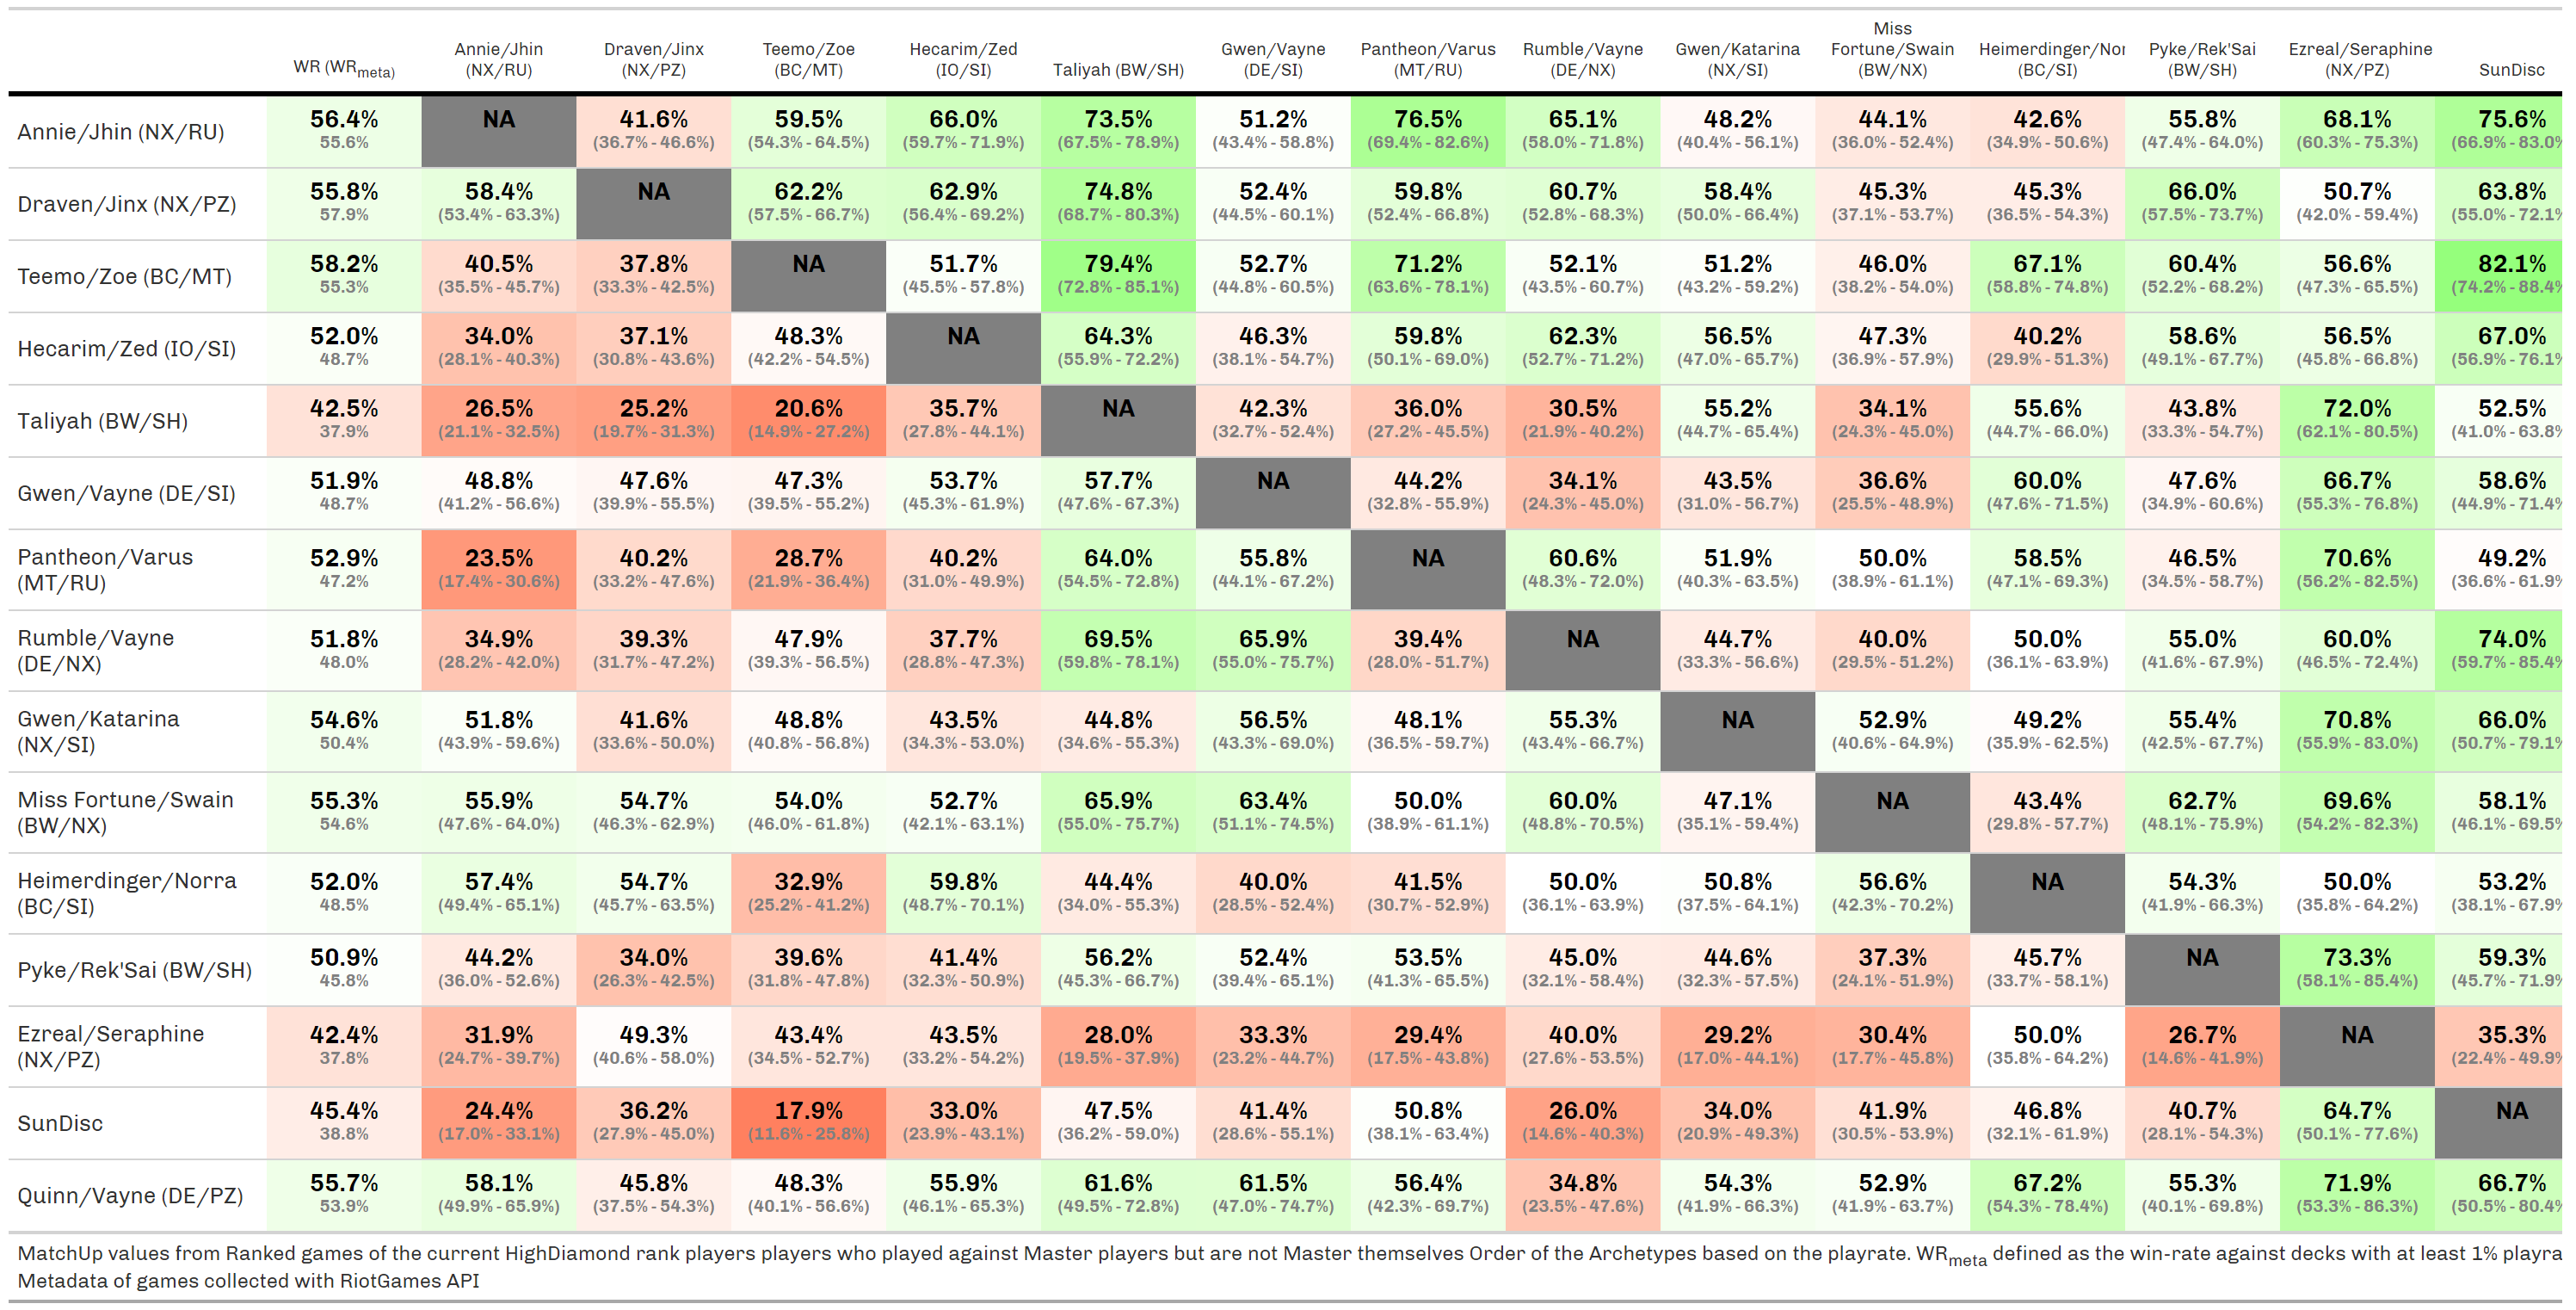 WR (WRmeta) Annie/Jhin (NX/RU) Draven/Jinx (NX/PZ) Teemo/Zoe (BC/MT) Hecarim/Zed (IO/SI) Taliyah (BW/SH) Gwen/Vayne (DE/SI) Pantheon/Varus (MT/RU) Rumble/Vayne (DE/NX) Gwen/Katarina (NX/SI) Miss Fortune/Swain (BW/NX) Heimerdinger/Nor (BC/SI) Pyke/Rek'Sai (BW/SH) Ezreal/Seraphine (NX/PZ) SunDisc
Annie/Jhin (NX/RU) 56.4% NA 41.6% 59.5% 66.0% 73.5% 51.2% 76.5% 65.1% 48.2% 44.1% 42.6% 55.8% 68.1% 75.6%
55.6% (36.7% - 46.6%) (54.3% - 64.5%) (59.7% - 71.9%) (67.5% - 78.9%) (43.4% - 58.8%) (69.4% - 82.6%) (58.0% - 71.8%) (40.4% - 56.1%) (36.0% - 52.4%) (34.9% - 50.6%) (47.4% - 64.0%) (60.3% - 75.3%) (66.9% - 83.0%
Draven/Jinx (NX/PZ) 55.8% 58.4% NA 62.2% 62.9% 74.8% 52.4% 59.8% 60.7% 58.4% 45.3% 45.3% 66.0% 50.7% 63.8%
57.9% (53.4% - 63.3%) (57.5% - 66.7%) (56.4% - 69.2%) (68.7% - 80.3%) (44.5% - 60.1%) (52.4% - 66.8%) (52.8% - 68.3%) (50.0% - 66.4%) (37.1% - 53.7%) (36.5% - 54.3%) (57.5% - 73.7%) (42.0% - 59.4%) (55.0% - 72.1%
Teemo/Zoe (BC/MT) 58.2% 40.5% 37.8% NA 51.7% 79.4% 52.7% 71.2% 52.1% 51.2% 46.0% 67.1% 60.4% 56.6% 82.1%
55.3% (35.5% - 45.7%) (33.3% - 42.5%) (45.5% - 57.8%) (72.8% - 85.1%) (44.8% - 60.5%) (63.6% - 78.1%) (43.5% - 60.7%) (43.2% - 59.2%) (38.2% - 54.0%) (58.8% - 74.8%) (52.2% - 68.2%) (47.3% - 65.5%) (74.2% - 88.4%
Hecarim/Zed (IO/SI) 52.0% 34.0% 37.1% 48.3% NA 64.3% 46.3% 59.8% 62.3% 56.5% 47.3% 40.2% 58.6% 56.5% 67.0%
48.7% (28.1% - 40.3%) (30.8% - 43.6%) (42.2% - 54.5%) (55.9% - 72.2%) (38.1% - 54.7%) (50.1% - 69.0%) (52.7% - 71.2%) (47.0% - 65.7%) (36.9% - 57.9%) (29.9% - 51.3%) (49.1% - 67.7%) (45.8% - 66.8%) (56.9% - 76.1%
Taliyah (BW/SH) 42.5% 26.5% 25.2% 20.6% 35.7% NA 42.3% 36.0% 30.5% 55.2% 34.1% 55.6% 43.8% 72.0% 52.5%
37.9% (21.1% - 32.5%) (19.7% - 31.3%) (14.9% - 27.2%) (27.8% - 44.1%) (32.7% - 52.4%) (27.2% - 45.5%) (21.9% - 40.2%) (44.7% - 65.4%) (24.3% - 45.0%) (44.7% - 66.0%) (33.3% - 54.7%) (62.1% - 80.5%) (41.0% - 63.8%
Gwen/Vayne (DE/SI) 51.9% 48.8% 47.6% 47.3% 53.7% 57.7% NA 44.2% 34.1% 43.5% 36.6% 60.0% 47.6% 66.7% 58.6%
48.7% (41.2% - 56.6%) (39.9% - 55.5%) (39.5% - 55.2%) (45.3% - 61.9%) (47.6% - 67.3%) (32.8% - 55.9%) (24.3% - 45.0%) (31.0% - 56.7%) (25.5% - 48.9%) (47.6% - 71.5%) (34.9% - 60.6%) (55.3% - 76.8%) (44.9% - 71.4%
Pantheon/Varus (MT/RU) 52.9% 23.5% 40.2% 28.7% 40.2% 64.0% 55.8% NA 60.6% 51.9% 50.0% 58.5% 46.5% 70.6% 49.2%
47.2% (17.4% - 30.6%) (33.2% - 47.6%) (21.9% - 36.4%) (31.0% - 49.9%) (54.5% - 72.8%) (44.1% - 67.2%) (48.3% - 72.0%) (40.3% - 63.5%) (38.9% - 61.1%) (47.1% - 69.3%) (34.5% - 58.7%) (56.2% - 82.5%) (36.6% - 61.9%
Rumble/Vayne (DE/NX) 51.8% 34.9% 39.3% 47.9% 37.7% 69.5% 65.9% 39.4% NA 44.7% 40.0% 50.0% 55.0% 60.0% 74.0%
48.0% (28.2% - 42.0%) (31.7% - 47.2%) (39.3% - 56.5%) (28.8% - 47.3%) (59.8% - 78.1%) (55.0% - 75.7%) (28.0% - 51.7%) (33.3% - 56.6%) (29.5% - 51.2%) (36.1% - 63.9%) (41.6% - 67.9%) (46.5% - 72.4%) (59.7% - 85.4%
Gwen/Katarina (NX/SI) 54.6% 51.8% 41.6% 48.8% 43.5% 44.8% 56.5% 48.1% 55.3% NA 52.9% 49.2% 55.4% 70.8% 66.0%
50.4% (43.9% - 59.6%) (33.6% - 50.0%) (40.8% - 56.8%) (34.3% - 53.0%) (34.6% - 55.3%) (43.3% - 69.0%) (36.5% - 59.7%) (43.4% - 66.7%) (40.6% - 64.9%) (35.9% - 62.5%) (42.5% - 67.7%) (55.9% - 83.0%) (50.7% - 79.1%
Miss Fortune/Swain (BW/NX) 55.3% 55.9% 54.7% 54.0% 52.7% 65.9% 63.4% 50.0% 60.0% 47.1% NA 43.4% 62.7% 69.6% 58.1%
54.6% (47.6% - 64.0%) (46.3% - 62.9%) (46.0% - 61.8%) (42.1% - 63.1%) (55.0% - 75.7%) (51.1% - 74.5%) (38.9% - 61.1%) (48.8% - 70.5%) (35.1% - 59.4%) (29.8% - 57.7%) (48.1% - 75.9%) (54.2% - 82.3%) (46.1% - 69.5%
Heimerdinger/Norra (BC/SI) 52.0% 57.4% 54.7% 32.9% 59.8% 44.4% 40.0% 41.5% 50.0% 50.8% 56.6% NA 54.3% 50.0% 53.2%
48.5% (49.4% - 65.1%) (45.7% - 63.5%) (25.2% - 41.2%) (48.7% - 70.1%) (34.0% - 55.3%) (28.5% - 52.4%) (30.7% - 52.9%) (36.1% - 63.9%) (37.5% - 64.1%) (42.3% - 70.2%) (41.9% - 66.3%) (35.8% - 64.2%) (38.1% - 67.9%
Pyke/Rek'Sai (BW/SH) 50.9% 44.2% 34.0% 39.6% 41.4% 56.2% 52.4% 53.5% 45.0% 44.6% 37.3% 45.7% NA 73.3% 59.3%
45.8% (36.0% - 52.6%) (26.3% - 42.5%) (31.8% - 47.8%) (32.3% - 50.9%) (45.3% - 66.7%) (39.4% - 65.1%) (41.3% - 65.5%) (32.1% - 58.4%) (32.3% - 57.5%) (24.1% - 51.9%) (33.7% - 58.1%) (58.1% - 85.4%) (45.7% - 71.9%
Ezreal/Seraphine (NX/PZ) 42.4% 31.9% 49.3% 43.4% 43.5% 28.0% 33.3% 29.4% 40.0% 29.2% 30.4% 50.0% 26.7% NA 35.3%
37.8% (24.7% - 39.7%) (40.6% - 58.0%) (34.5% - 52.7%) (33.2% - 54.2%) (19.5% - 37.9%) (23.2% - 44.7%) (17.5% - 43.8%) (27.6% - 53.5%) (17.0% - 44.1%) (17.7% - 45.8%) (35.8% - 64.2%) (14.6% - 41.9%) (22.4% - 49.9%
SunDisc 45.4% 24.4% 36.2% 17.9% 33.0% 47.5% 41.4% 50.8% 26.0% 34.0% 41.9% 46.8% 40.7% 64.7% NA
38.8% (17.0% - 33.1%) (27.9% - 45.0%) (11.6% - 25.8%) (23.9% - 43.1%) (36.2% - 59.0%) (28.6% - 55.1%) (38.1% - 63.4%) (14.6% - 40.3%) (20.9% - 49.3%) (30.5% - 53.9%) (32.1% - 61.9%) (28.1% - 54.3%) (50.1% - 77.6%)
Quinn/Vayne (DE/PZ) 55.7% 58.1% 45.8% 48.3% 55.9% 61.6% 61.5% 56.4% 34.8% 54.3% 52.9% 67.2% 55.3% 71.9% 66.7%
53.9% (49.9% - 65.9%) (37.5% - 54.3%) (40.1% - 56.6%) (46.1% - 65.3%) (49.5% - 72.8%) (47.0% - 74.7%) (42.3% - 69.7%) (23.5% - 47.6%) (41.9% - 66.3%) (41.9% - 63.7%) (54.3% - 78.4%) (40.1% - 69.8%) (53.3% - 86.3%) (50.5% - 80.4%
MatchUp values from Ranked games of the current HighDiamond rank players players who played against Master players but are not Master themselves Order of the Archetypes based on the playrate. WRmeta defined as the win-rate against decks with at least 1% playra
Metadata of games collected with RiotGames API